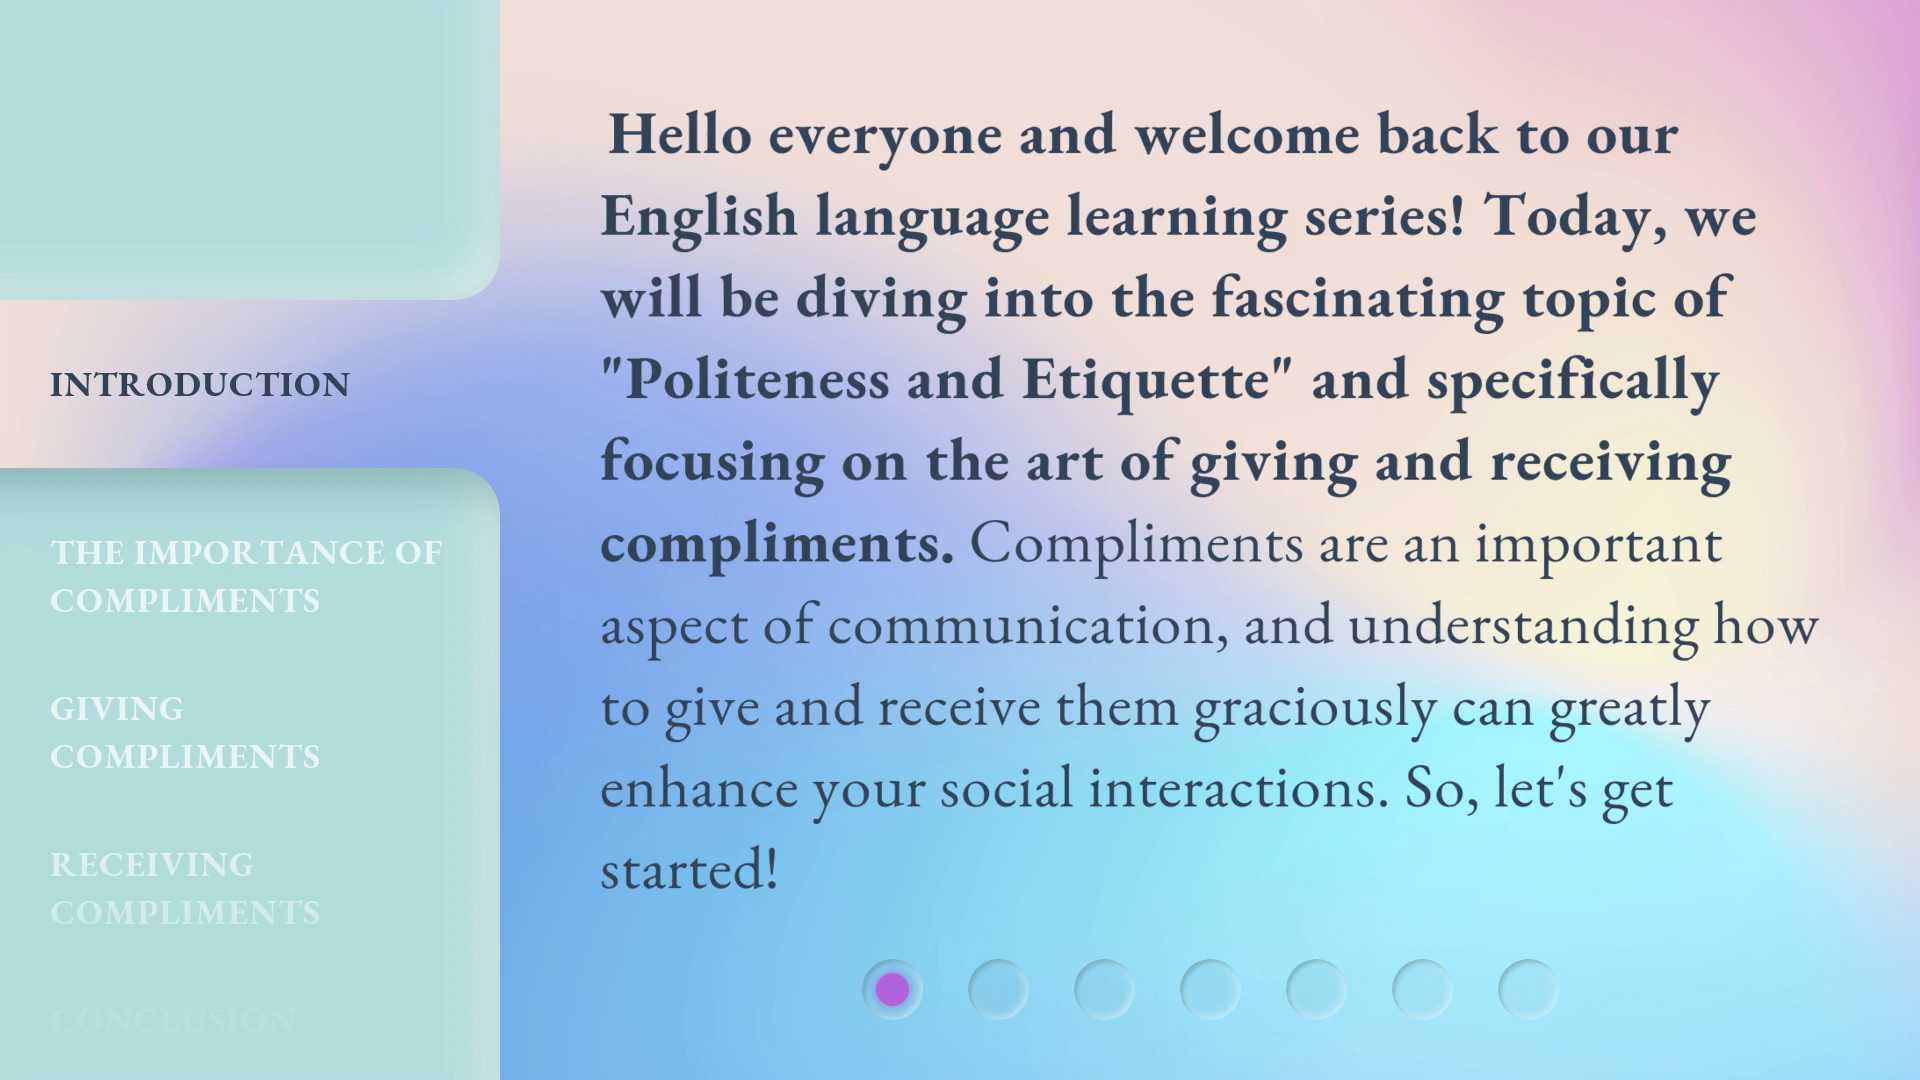 INTRODUCTION
THE IMPORTANCE OF
COMPLIMENTS
GIVING
COMPLIMENTS
RECEIVING
COMPLIMENTS
CONCLUSION
Hello everyone and welcome back to our
English language learning series! Today, we
will be diving into the fascinating topic of
"Politeness and Etiquette" and specifically
focusing on the art of giving and receiving
compliments. Compliments are an important
aspect of communication, and understanding how
to give and receive them graciously can greatly
enhance your social interactions. So, let's get
started!